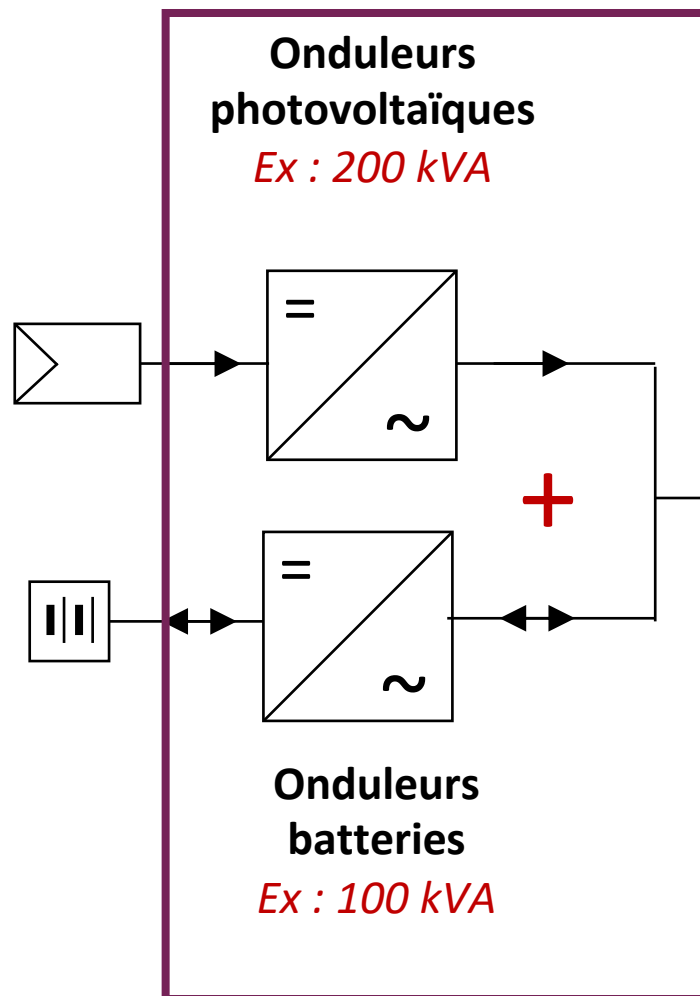 Onduleurs
photovoltaïques
Ex : 200 kVA
=
~
+
=
~
Onduleurs
batteries
Ex : 100 kVA